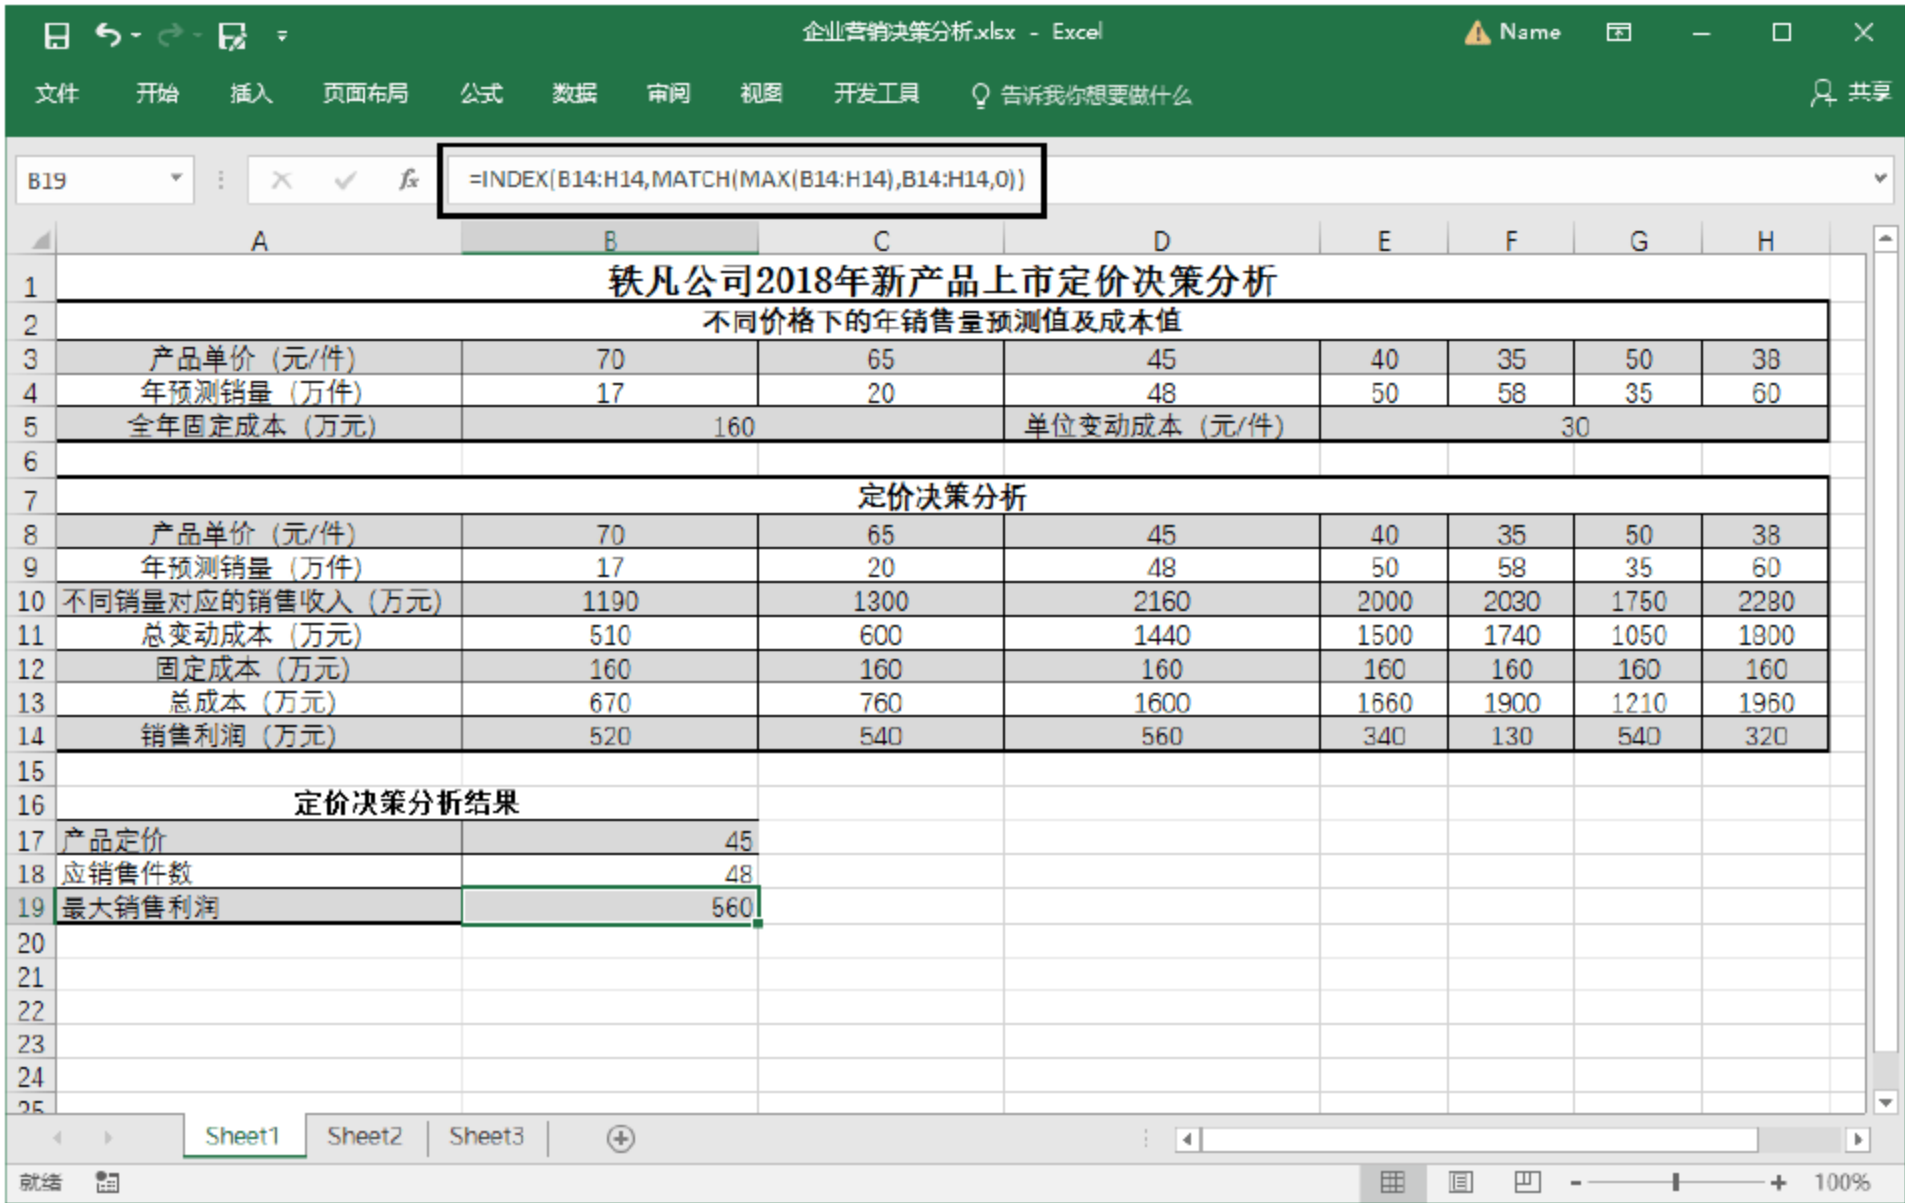 企业营销决策分析.xlsx - Excel
Name
文件 开始 插入 页面布局 公式 数据 审阅 视图 开发工具 告诉我你想要做什么 共享
B19 fx =INDEX(B14:H14,MATCH(MAX(B14:H14),B14:H14,0))
A B C D E F G H
1 轶凡公司2018年新产品上市定价决策分析
2 不同价格下的年销售量预测值及成本值
3 产品单价（元/件） 70 65 45 40 35 50 38
4 年预测销量（万件） 17 20 48 50 58 35 60
5 全年固定成本（万元） 160 单位变动成本（元/件） 30
6
7 定价决策分析
8 产品单价（元/件） 70 65 45 40 35 50 38
9 年预测销量（万件） 17 20 48 50 58 35 60
10 不同销量对应的销售收入（万元） 1190 1300 2160 2000 2030 1750 2280
11 总变动成本（万元） 510 600 1440 1500 1740 1050 1800
12 固定成本（万元） 160 160 160 160 160 160 160
13 总成本（万元） 670 760 1600 1660 1900 1210 1960
14 销售利润（万元） 520 540 560 340 130 540 320
15
16 定价决策分析结果
17 产品定价 45
18 应销售件数 48
19 最大销售利润 560
20
21
22
23
24
25
Sheet1 Sheet2 Sheet3
就绪 100%